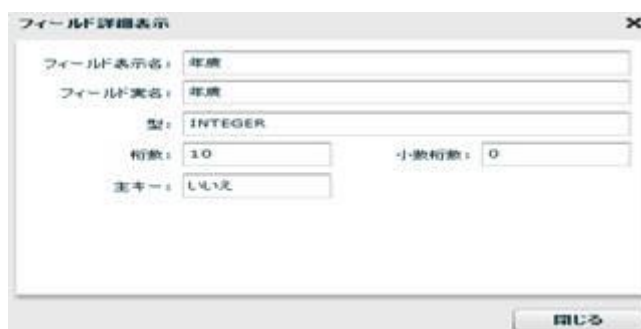 フィールド詳細表示
フィールド表示名: 年度
フィールド実名: 年度
型: INTEGER
桁数: 10 小数桁数: 0
主キー: いいえ
閉じる